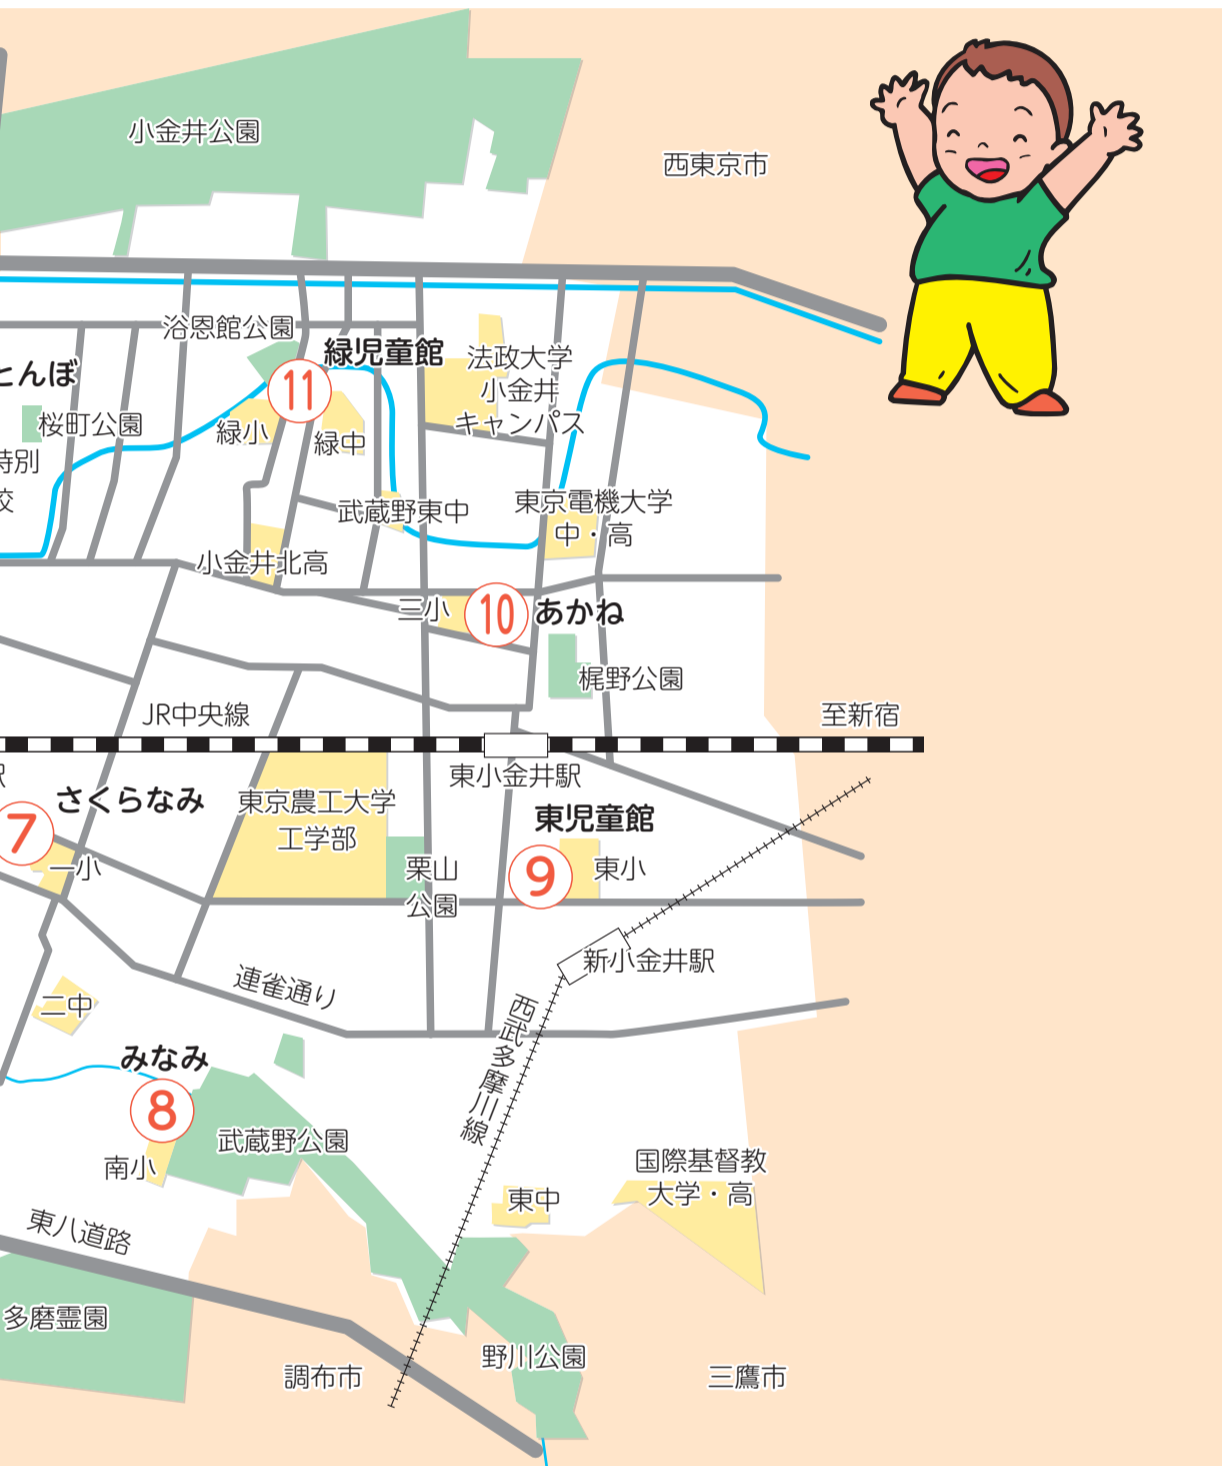 小金井公園
西東京市
浴恩館公園
緑児童館
11
とんぼ
法政大学
小金井
キャンパス
桜町公園
緑小
緑中
特別
校
武蔵野東中
東京電機大学
中・高
小金井北高
三小
10
あかね
梶野公園
JR中央線
至新宿
駅
東小金井駅
さくらなみ
7
一小
東京農工大学
工学部
東児童館
9
東小
栗山
公園
新小金井駅
連雀通り
二中
西武多摩川線
みなみ
8
武蔵野公園
南小
国際基督教
大学・高
東中
東八道路
多磨霊園
調布市
野川公園
三鷹市